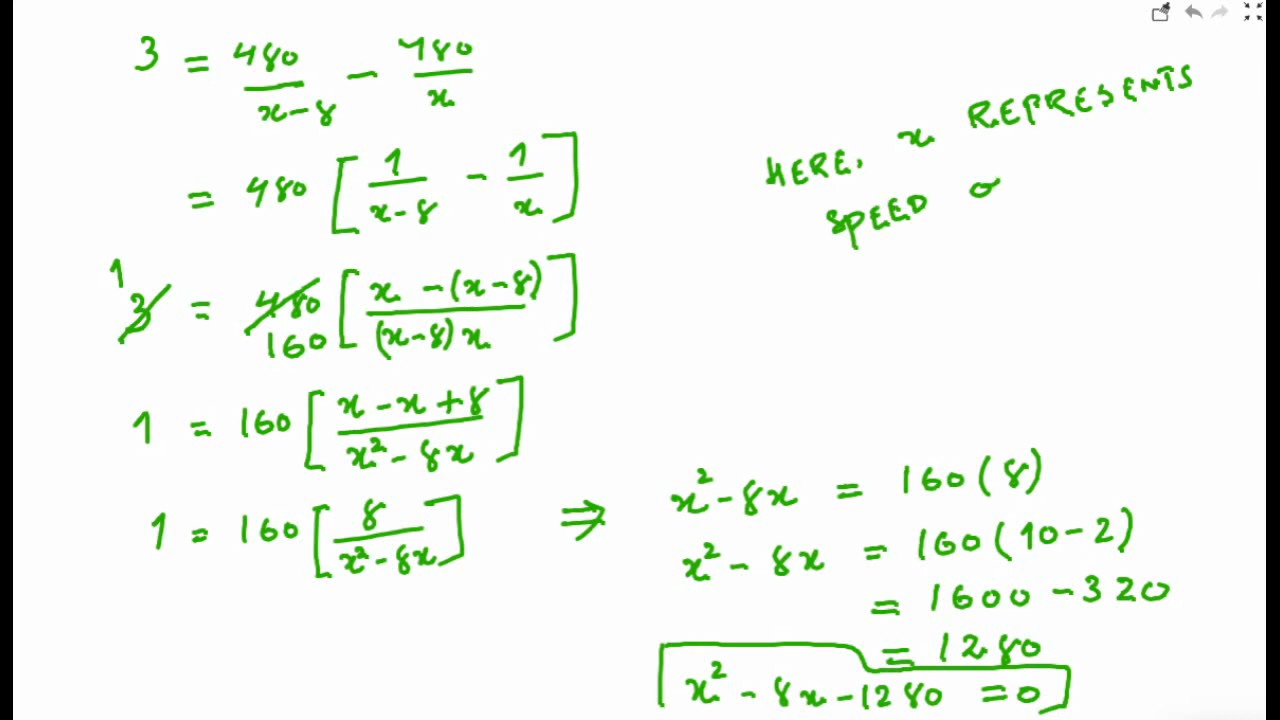 3 = 480/(x-8) - 480/x
= 480 [1/(x-8) - 1/x]
1
3 = 480 [(x - (x-8))/((x-8)x)]
160
1 = 160 [(x - x + 8)/(x² - 8x)]
1 = 160 [8/(x² - 8x)] ⇒
HERE, x REPRESENTS
SPEED O
x² - 8x = 160(8)
x² - 8x = 160(10-2)
= 1600 - 320
= 1280
x² - 8x - 1280 = 0